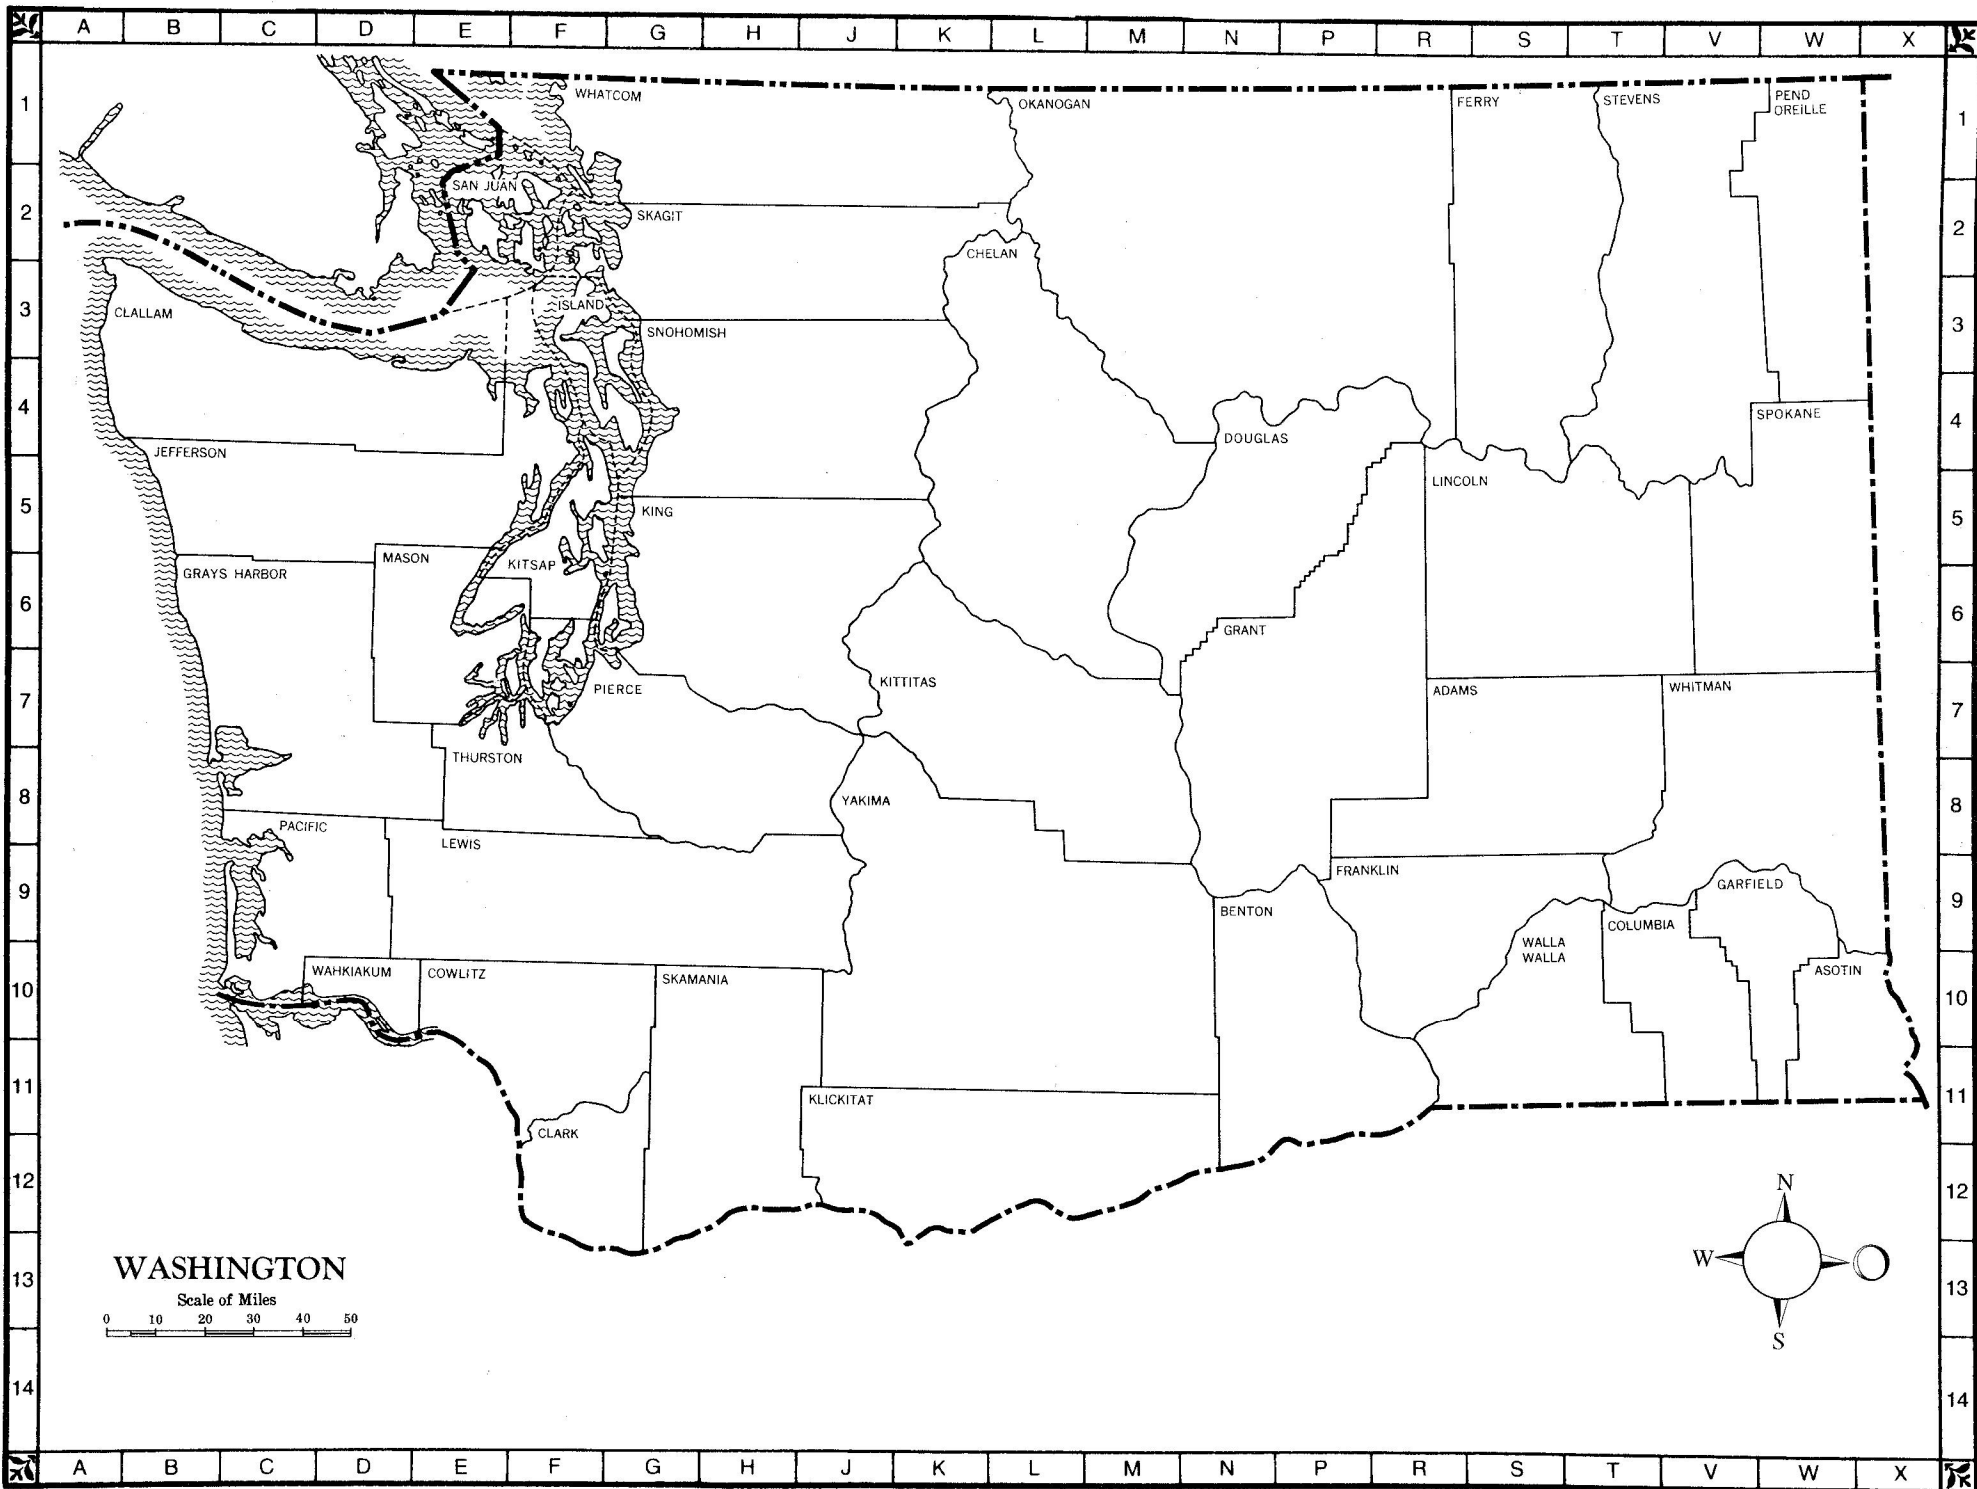 A B C D E F G H J K L M N P R S T V W X
1 1
WHATCOM
OKANOGAN
FERRY
STEVENS
PEND
OREILLE
SAN JUAN
2 2
SKAGIT
CHELAN
3 3
CLALLAM
ISLAND
SNOHOMISH
4 4
SPOKANE
DOUGLAS
JEFFERSON
LINCOLN
5 5
KING
MASON
KITSAP
GRAYS HARBOR
6 6
GRANT
KITTITAS
PIERCE
ADAMS
WHITMAN
7 7
THURSTON
8 8
YAKIMA
PACIFIC
LEWIS
FRANKLIN
GARFIELD
9 9
BENTON
COLUMBIA
WALLA
WALLA
WAHKIAKUM
COWLITZ
SKAMANIA
ASOTIN
10 10
11 11
KLICKITAT
CLARK
12 12
N
W
S
WASHINGTON
Scale of Miles
0 10 20 30 40 50
13 13
14 14
A B C D E F G H J K L M N P R S T V W X